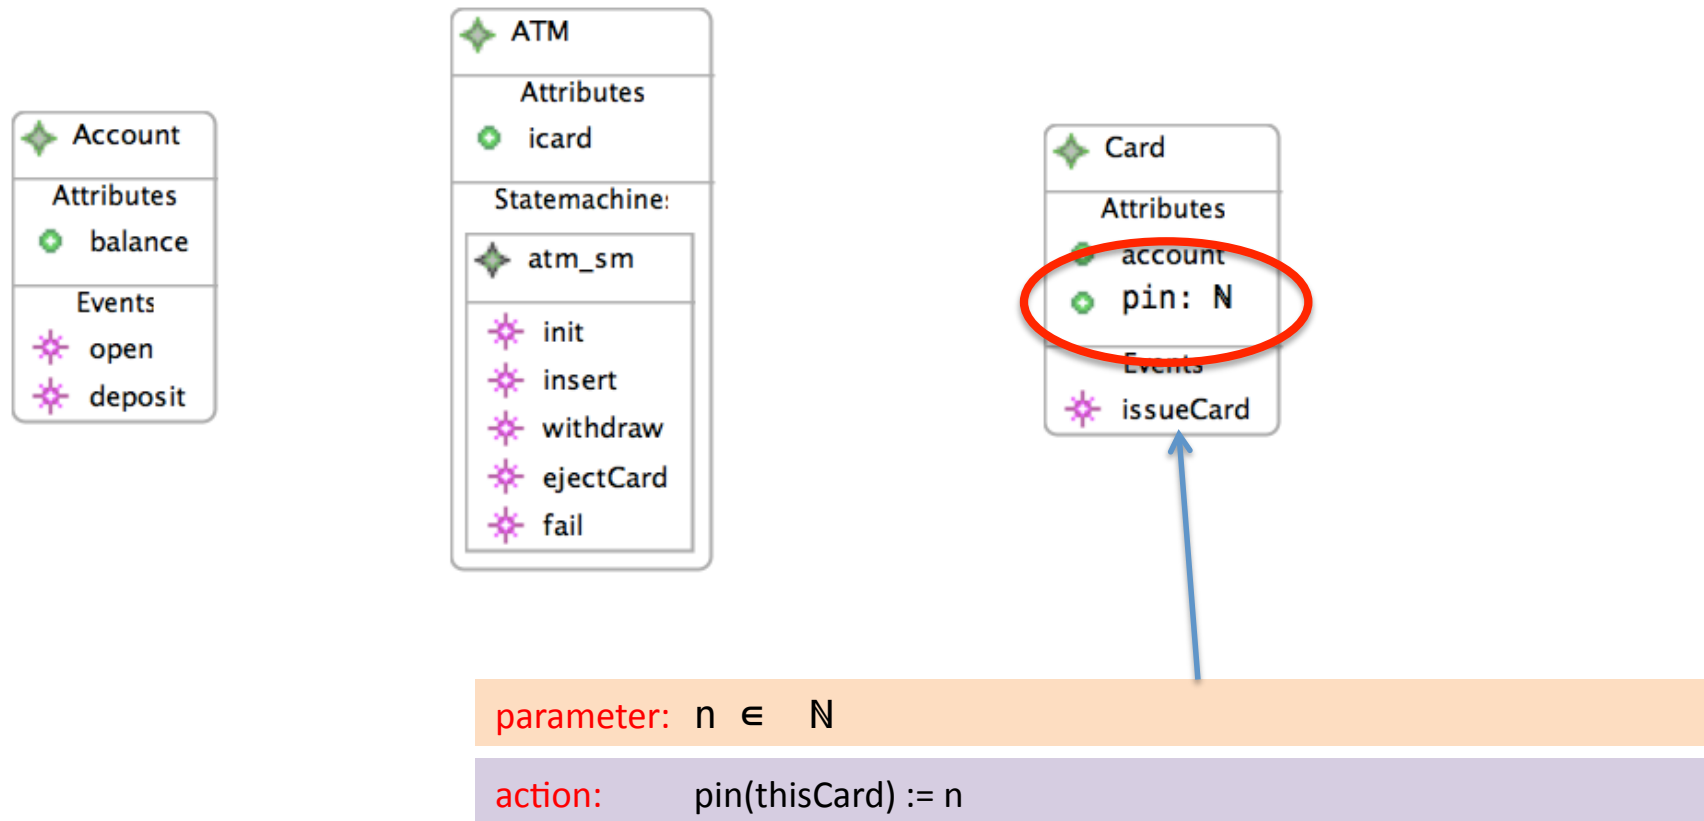 Account
Attributes
balance
Events
open
deposit
ATM
Attributes
icard
Statemachine:
atm_sm
init
insert
withdraw
ejectCard
fail
Card
Attributes
account
pin: ℕ
Events
issueCard
parameter: n ∈ ℕ
action: pin(thisCard) := n